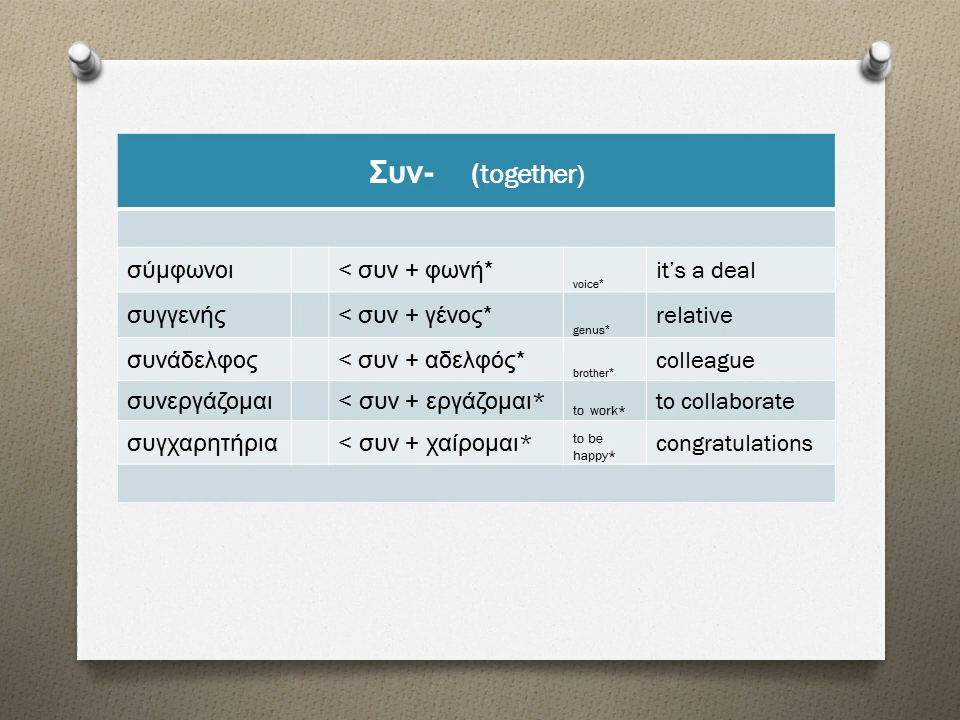 Συν- (together)
σύμφωνοι < συν + φωνή* voice* it’s a deal
συγγενής < συν + γένος* genus* relative
συνάδελφος < συν + αδελφός* brother* colleague
συνεργάζομαι < συν + εργάζομαι* to work* to collaborate
συγχαρητήρια < συν + χαίρομαι* to be happy* congratulations